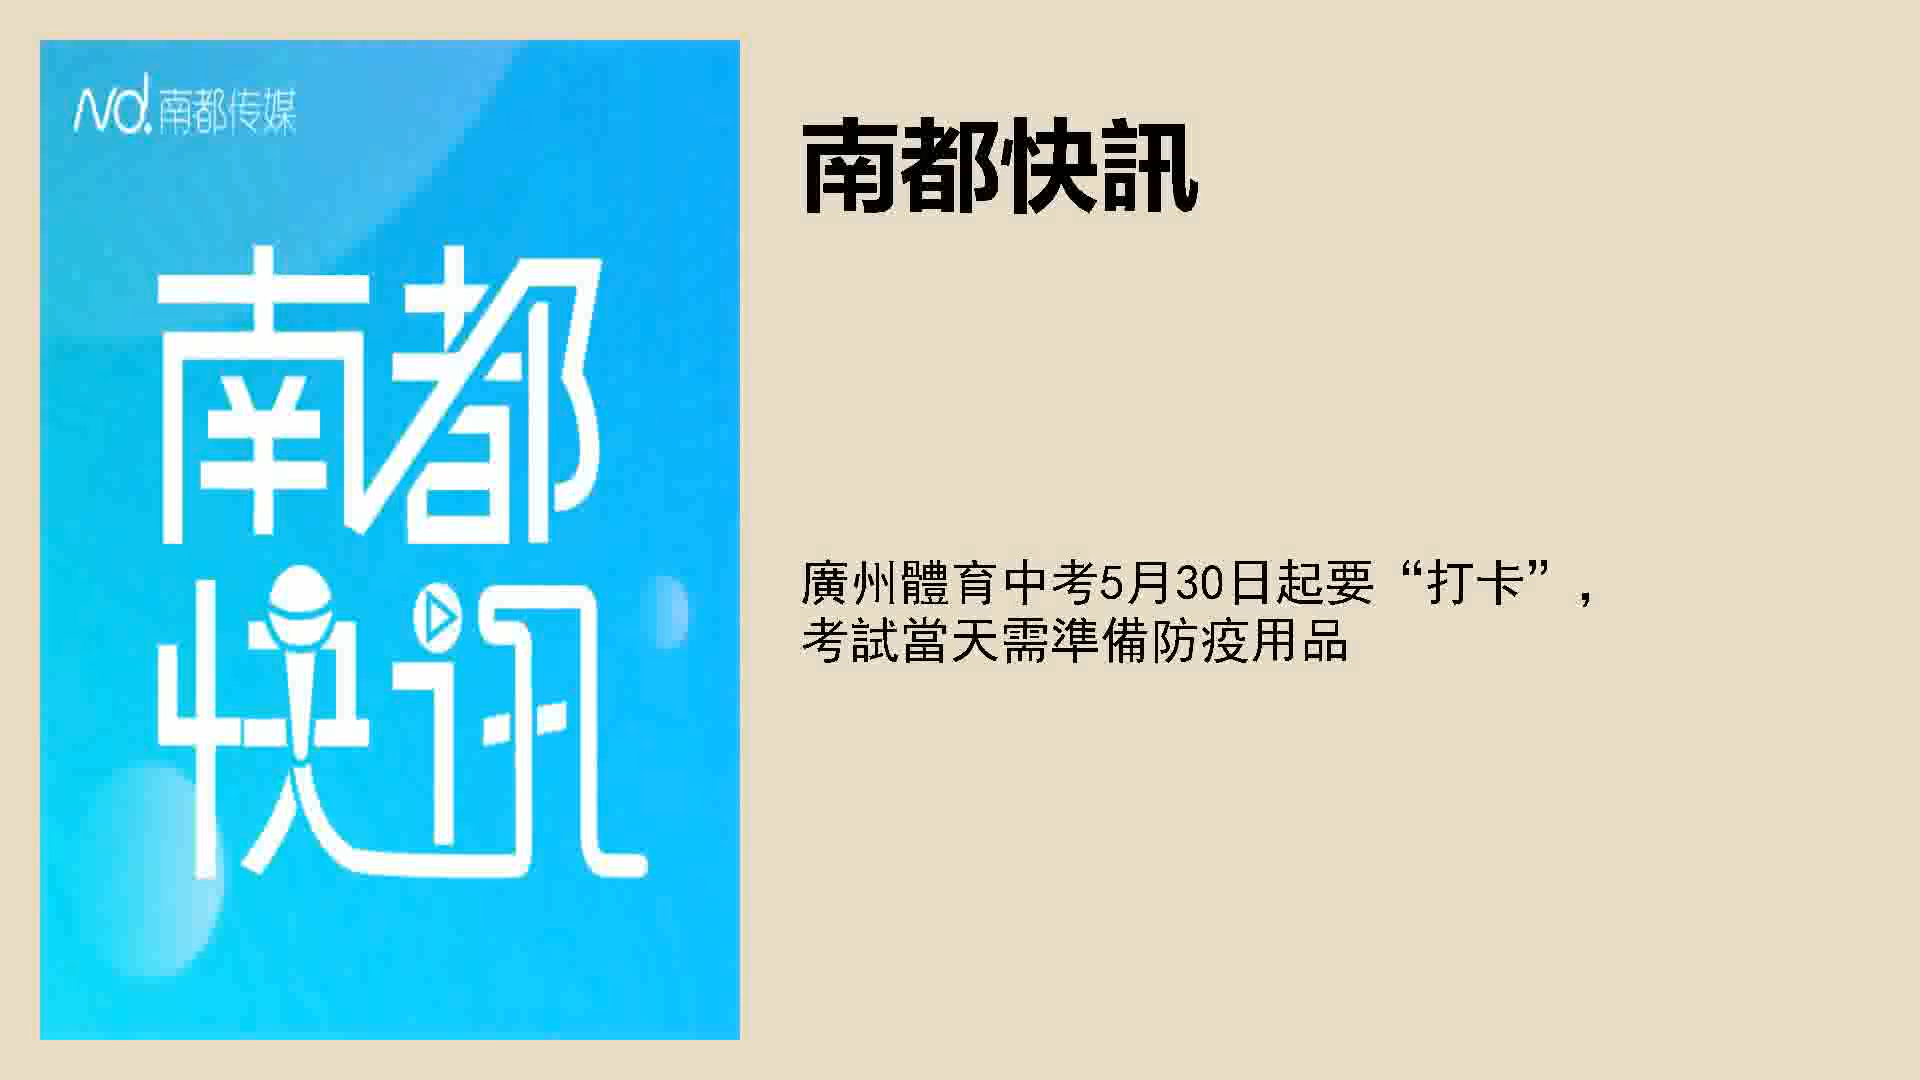 Nd.南都传媒
南都
快讯
南都快訊
廣州體育中考5月30日起要“打卡”，
考試當天需準備防疫用品